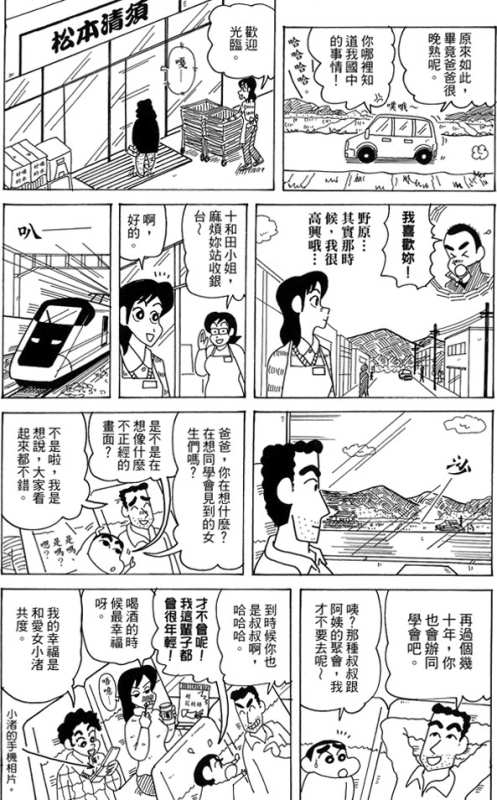 原來如此，
畢竟爸爸很
晚熟呢。
你哪裡知
道我國中
的事情！
噗哦～
哈
哈
哈
哈
歡迎
光臨。
松本清須
我喜歡妳！
野原…
其實那時
候，我很
高興哦…
十和田小姐，
麻煩妳站收銀
台～
啊，
好的。
叭
爸爸，你在想什麼？
在想同學會見到的女
生們嗎？
是不是在
想像什麼
不正經的
畫面？
不是啦，我是
想說，大家看
起來都不錯。
是嗎、
是嗎、
嗯？
再過個幾
十年，你
也會辦同
學會吧。
咦？那種叔叔跟
阿姨的聚會，我
才不要去呢～
到時候你也
是叔叔啊，
哈哈哈。
才不會呢！
我這輩子都
會很年輕！
喝酒的時
候最幸福
呀。
我的幸福是
和愛女小渚
共度。
小渚的手機相片。